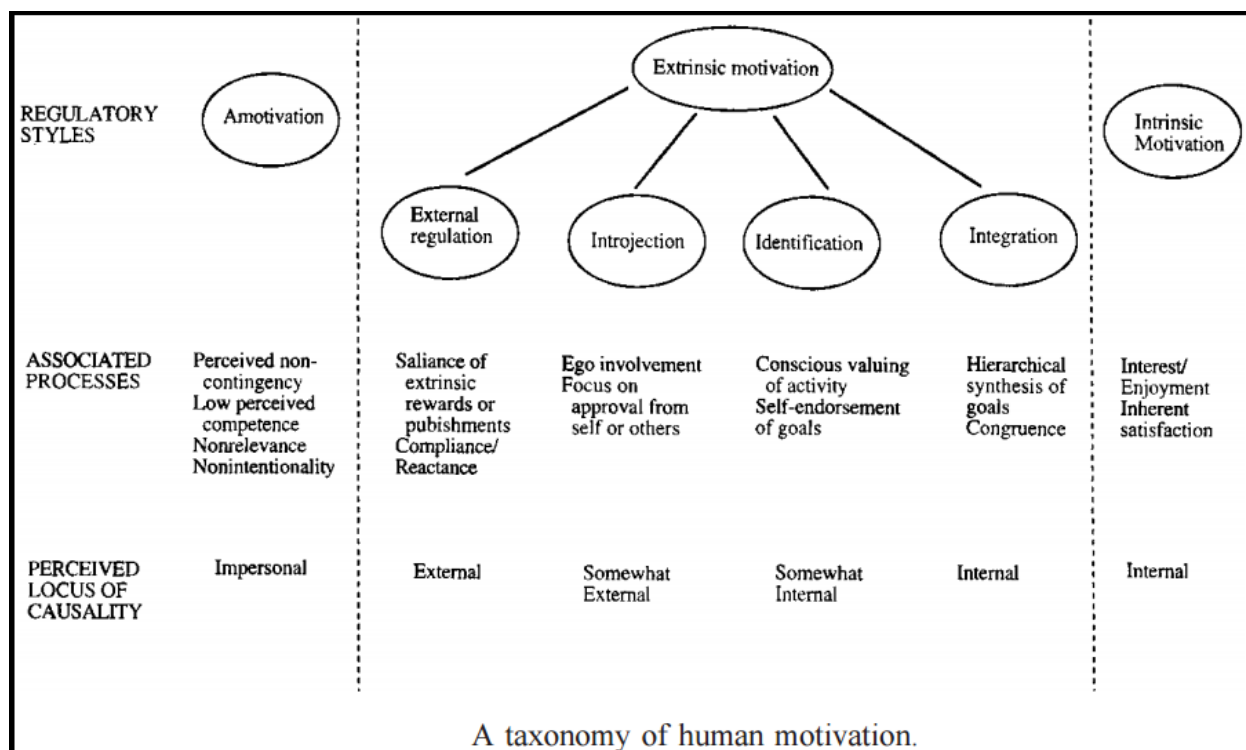 Extrinsic motivation
REGULATORY
STYLES
Amotivation
Intrinsic
Motivation
External
regulation
Introjection
Identification
Integration
ASSOCIATED
PROCESSES
Perceived non-
contingency
Low perceived
competence
Nonrelevance
Nonintentionality
Saliance of
extrinsic
rewards or
pubishments
Compliance/
Reactance
Ego involvement
Focus on
approval from
self or others
Conscious valuing
of activity
Self-endorsement
of goals
Hierarchical
synthesis of
goals
Congruence
Interest/
Enjoyment
Inherent
satisfaction
PERCEIVED
LOCUS OF
CAUSALITY
Impersonal
External
Somewhat
External
Somewhat
Internal
Internal
Internal
A taxonomy of human motivation.